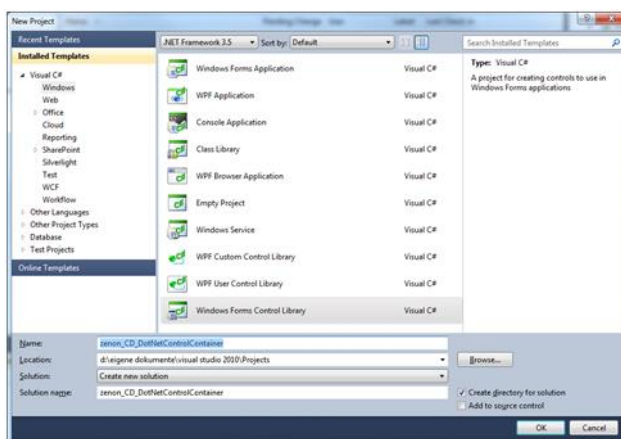 New Project
Recent Templates
Installed Templates
Visual C#
Windows
Web
Office
Cloud
Reporting
SharePoint
Silverlight
Test
WCF
Workflow
Other Languages
Other Project Types
Database
Test Projects
Online Templates
.NET Framework 3.5 Sort by: Default
Windows Forms Application Visual C#
WPF Application Visual C#
Console Application Visual C#
Class Library Visual C#
WPF Browser Application Visual C#
Empty Project Visual C#
Windows Service Visual C#
WPF Custom Control Library Visual C#
WPF User Control Library Visual C#
Windows Forms Control Library Visual C#
Search Installed Templates
Type: Visual C#
A project for creating controls to use in
Windows Forms applications
Name: zenon_CD_DotNetControlContainer
Location: d:\eigene dokumente\visual studio 2010\Projects Browse...
Solution: Create new solution
Solution name: zenon_CD_DotNetControlContainer
Create directory for solution
Add to source control
OK Cancel